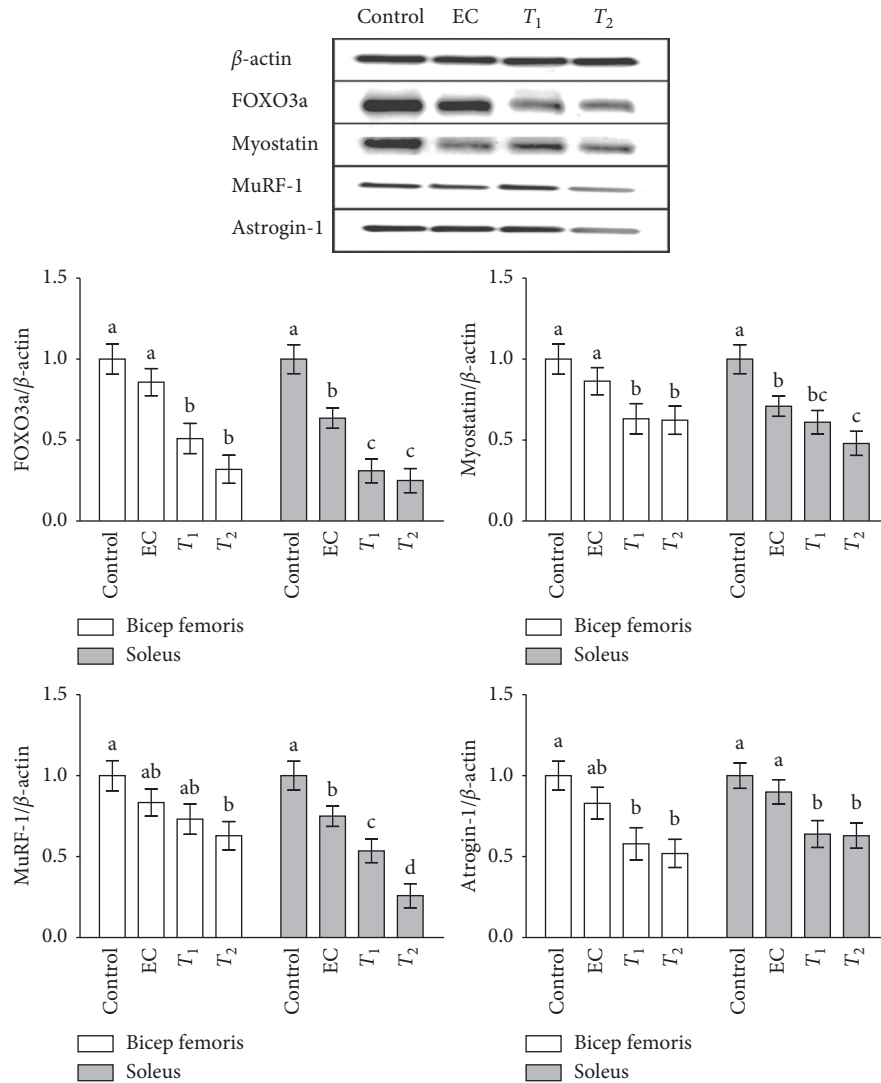 Control EC T1 T2
β-actin
FOXO3a
Myostatin
MuRF-1
Astrogin-1
FOXO3a/β-actin
1.5
1.0
0.5
0.0
a a b b a b c c
Control EC T1 T2 Control EC T1 T2
Bicep femoris
Soleus
Myostatin/β-actin
1.5
1.0
0.5
0.0
a a b b a b bc c
Control EC T1 T2 Control EC T1 T2
Bicep femoris
Soleus
MuRF-1/β-actin
1.5
1.0
0.5
0.0
a ab ab b a b c d
Control EC T1 T2 Control EC T1 T2
Bicep femoris
Soleus
Atrogin-1/β-actin
1.5
1.0
0.5
0.0
a ab b b a a b b
Control EC T1 T2 Control EC T1 T2
Bicep femoris
Soleus